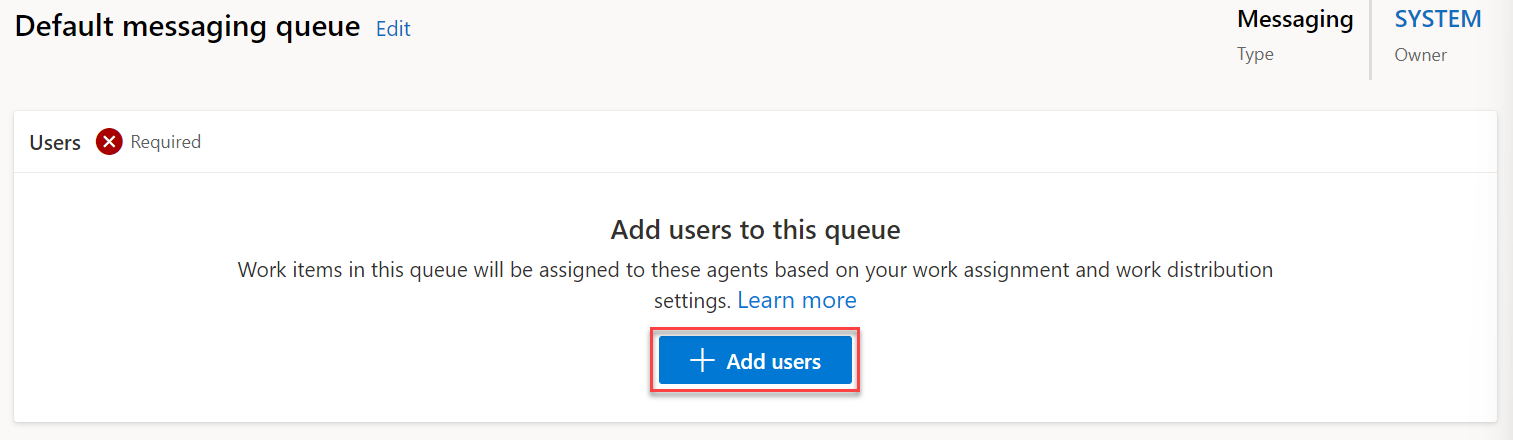 Default messaging queue Edit
Messaging SYSTEM
Type Owner
Users Required
Add users to this queue
Work items in this queue will be assigned to these agents based on your work assignment and work distribution
settings. Learn more
Add users